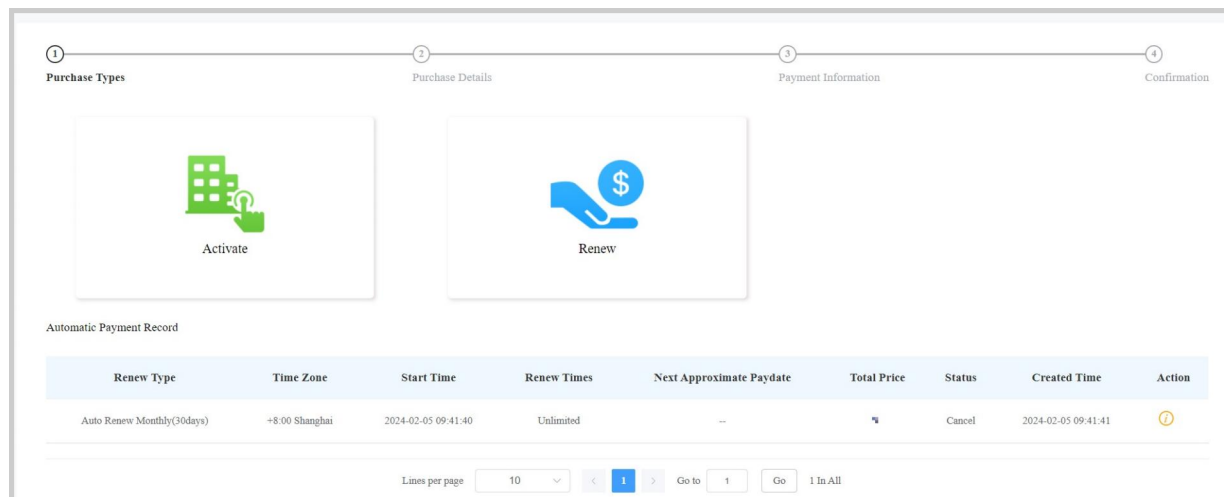 1 2 3 4
Purchase Types Purchase Details Payment Information Confirmation
$
Activate Renew
Automatic Payment Record
Renew Type Time Zone Start Time Renew Times Next Approximate Paydate Total Price Status Created Time Action
Auto Renew Monthly(30days) +8:00 Shanghai 2024-02-05 09:41:40 Unlimited -- Cancel 2024-02-05 09:41:41 i
Lines per page 10 < 1 > Go to 1 Go 1 In All